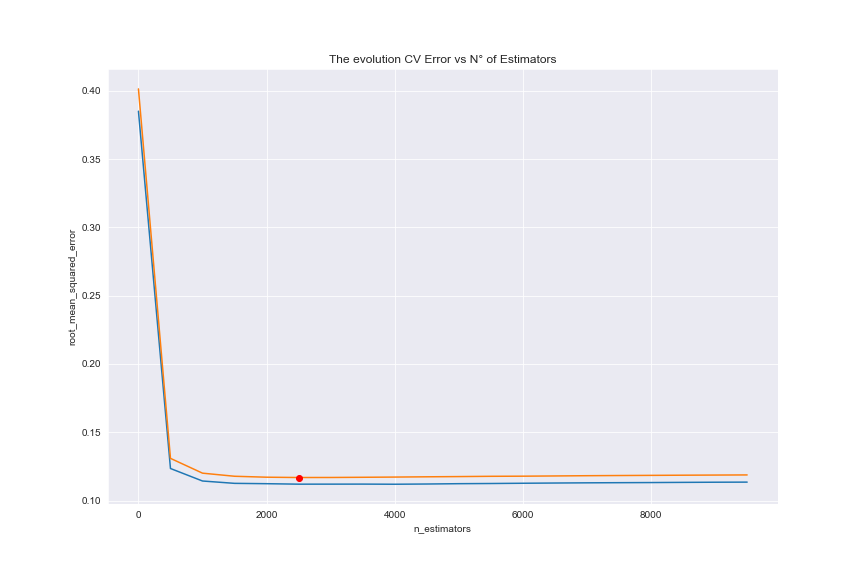 The evolution CV Error vs N° of Estimators
0.40
0.35
0.30
0.25
0.20
0.15
0.10
root_mean_squared_error
0 2000 4000 6000 8000
n_estimators